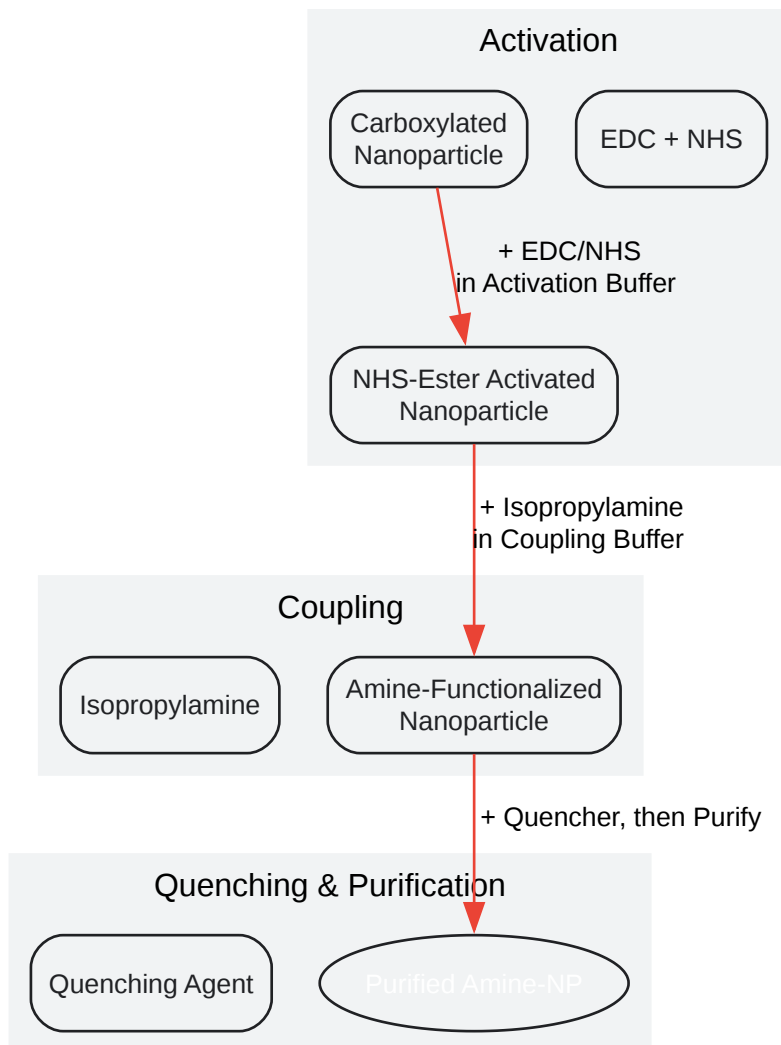 Activation
Carboxylated
Nanoparticle
EDC + NHS
+ EDC/NHS
in Activation Buffer
NHS-Ester Activated
Nanoparticle
+ Isopropylamine
in Coupling Buffer
Coupling
Isopropylamine
Amine-Functionalized
Nanoparticle
+ Quencher, then Purify
Quenching & Purification
Quenching Agent
Purified Amine-NP